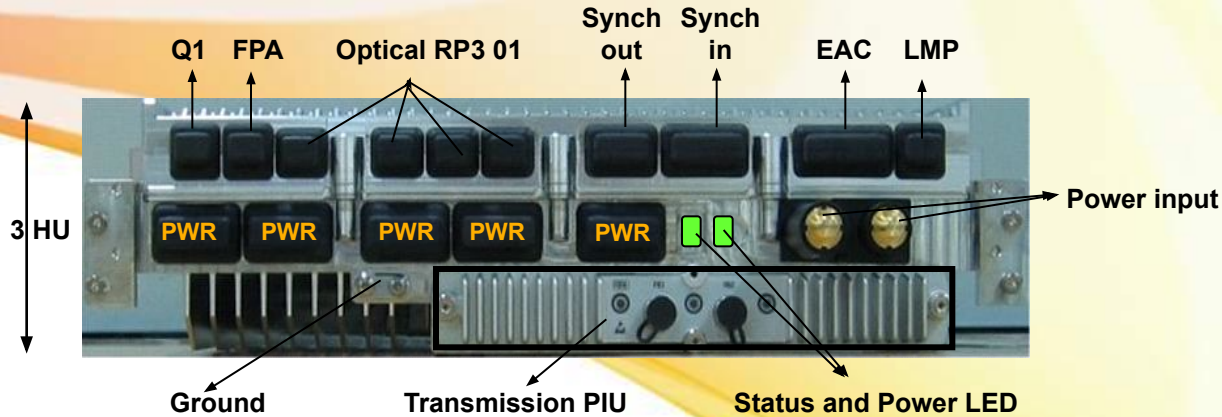 Synch out
Synch in
Q1
FPA
Optical RP3 01
EAC
LMP
Power input
3 HU
PWR
PWR
PWR
PWR
PWR
Ground
Transmission PIU
Status and Power LED